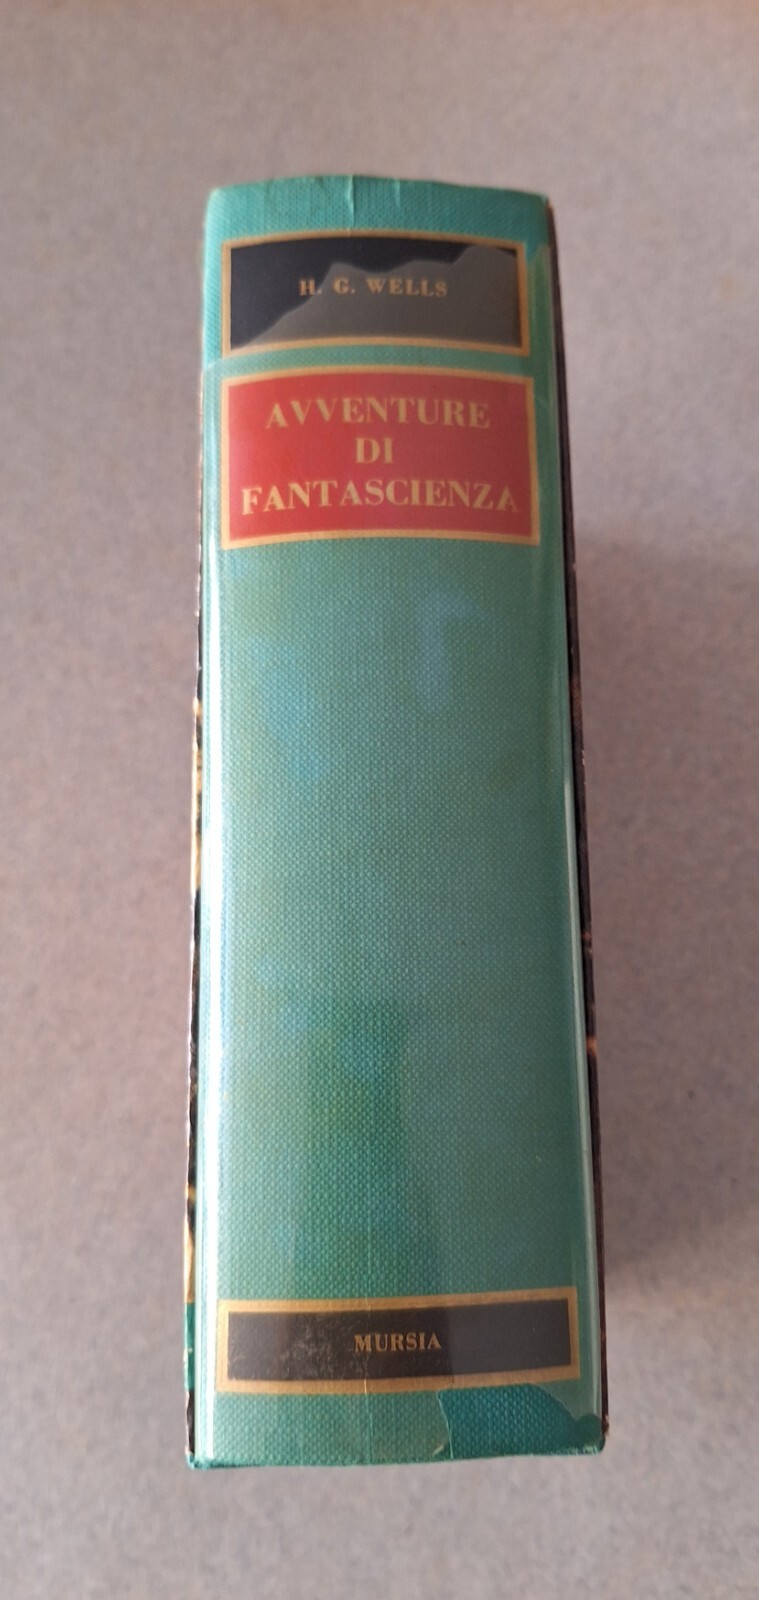 H. G. WELLS
AVVENTURE
DI
FANTASCIENZA
MURSIA